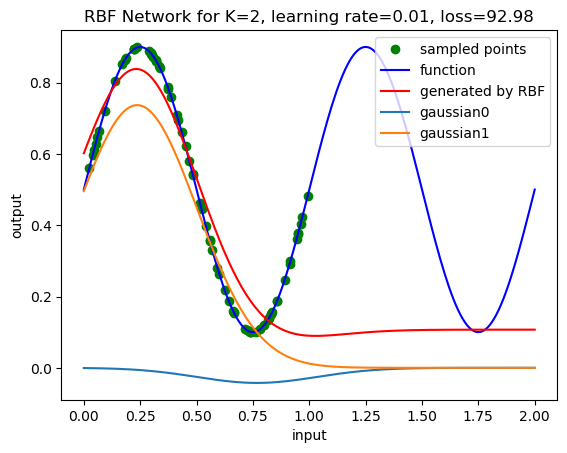 RBF Network for K=2, learning rate=0.01, loss=92.98
sampled points
function
generated by RBF
gaussian0
gaussian1
output
0.8
0.6
0.4
0.2
0.0
0.00 0.25 0.50 0.75 1.00 1.25 1.50 1.75 2.00
input